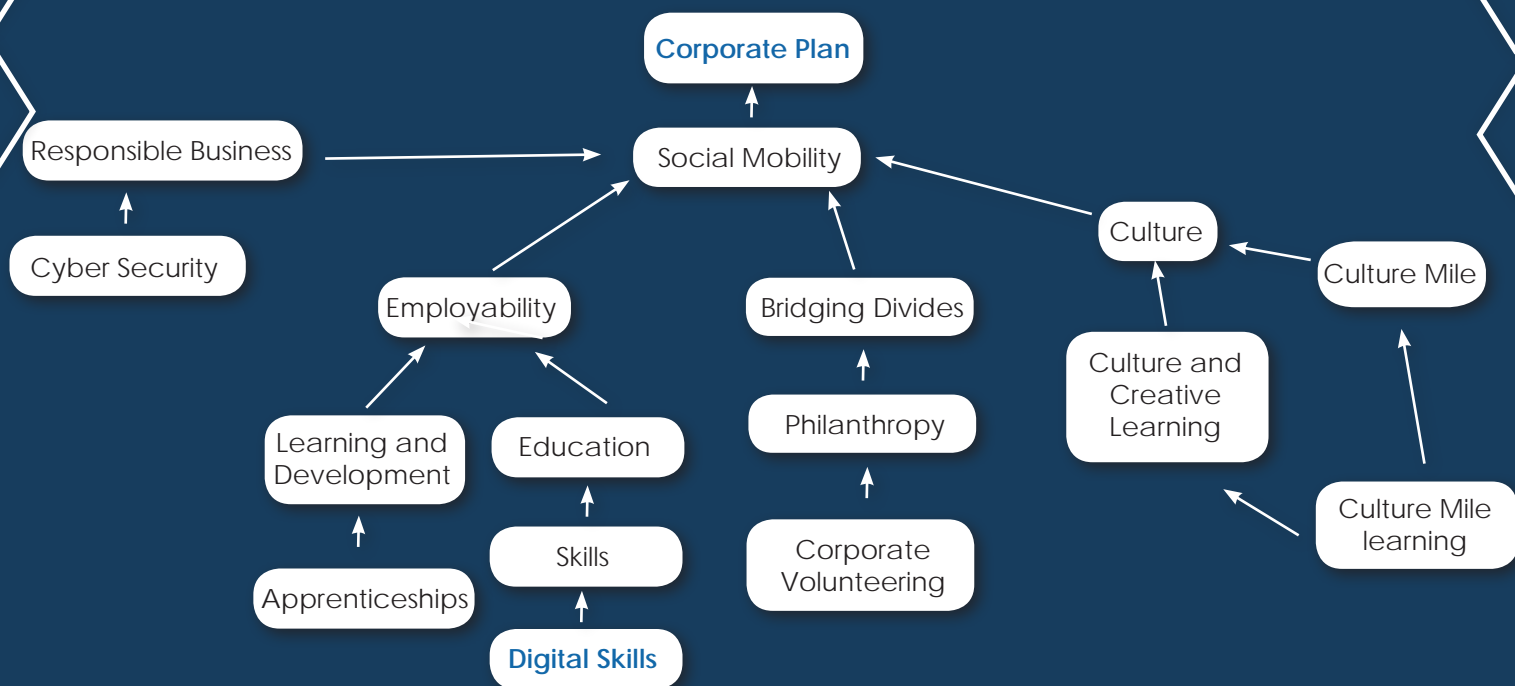 Corporate Plan
Responsible Business
Social Mobility
Culture
Cyber Security
Culture Mile
Employability
Bridging Divides
Culture and
Creative
Learning
Learning and
Development
Education
Philanthropy
Culture Mile
learning
Skills
Corporate
Volunteering
Apprenticeships
Digital Skills